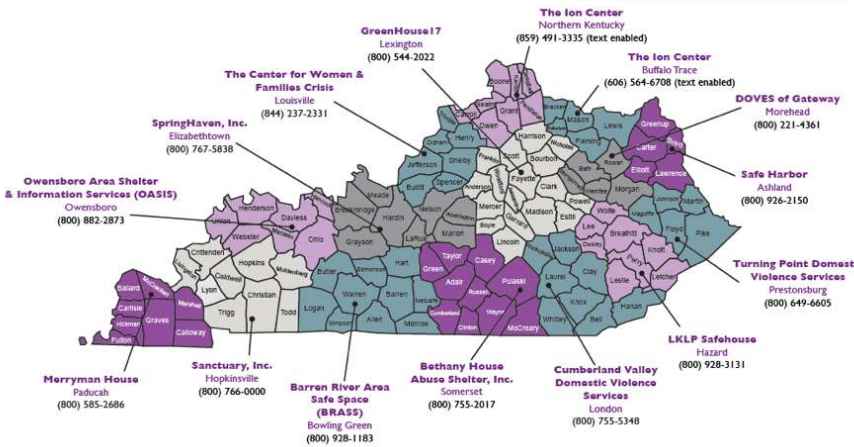 The Ion Center
Northern Kentucky
(859) 491-3335 (text enabled)
GreenHouse17
Lexington
(800) 544-2022
The Ion Center
Buffalo Trace
(606) 564-6708 (text enabled)
The Center for Women &
Families Crisis
Louisville
(844) 237-2331
DOVES of Gateway
Morehead
(800) 221-4361
SpringHaven, Inc.
Elizabethtown
(800) 767-5838
Safe Harbor
Ashland
(800) 926-2150
Owensboro Area Shelter
& Information Services (OASIS)
Owensboro
(800) 882-2873
Turning Point Domest
Violence Services
Prestonsburg
(800) 649-6605
LKLP Safehouse
Hazard
(800) 928-3131
Merryman House
Paducah
(800) 585-2686
Sanctuary, Inc.
Hopkinsville
(800) 766-0000
Barren River Area
Safe Space
(BRASS)
Bowling Green
(800) 928-1183
Bethany House
Abuse Shelter, Inc.
Somerset
(800) 755-2017
Cumberland Valley
Domestic Violence
Services
London
(800) 755-5348
Boone
Grant
Carroll
Owen
Mason
Lewis
Fleming
Greenup
Boyd
Carter
Elliott
Lawrence
Rowan
Bath
Menifee
Morgan
Harrison
Nicholas
Scott
Bourbon
Franklin
Fayette
Clark
Powell
Estill
Madison
Garrard
Lincoln
Mercer
Boyle
Anderson
Henry
Oldham
Jefferson
Shelby
Bullitt
Spencer
Meade
Breckinridge
Hardin
Nelson
Grayson
LaRue
Marion
Henderson
Union
Webster
Daviess
Ohio
Crittenden
Livingston
Lyon
Caldwell
Hopkins
Muhlenberg
Christian
Trigg
Todd
Ballard
McCracken
Carlisle
Hickman
Fulton
Graves
Marshall
Calloway
Butler
Edmonson
Hart
Logan
Warren
Barren
Simpson
Allen
Metcalfe
Monroe
Taylor
Green
Adair
Casey
Russell
Pulaski
Cumberland
Clinton
Wayne
McCreary
Rockcastle
Jackson
Laurel
Clay
Knox
Whitley
Bell
Harlan
Wolfe
Lee
Owsley
Breathitt
Perry
Knott
Leslie
Letcher
Magoffin
Johnson
Martin
Floyd
Pike